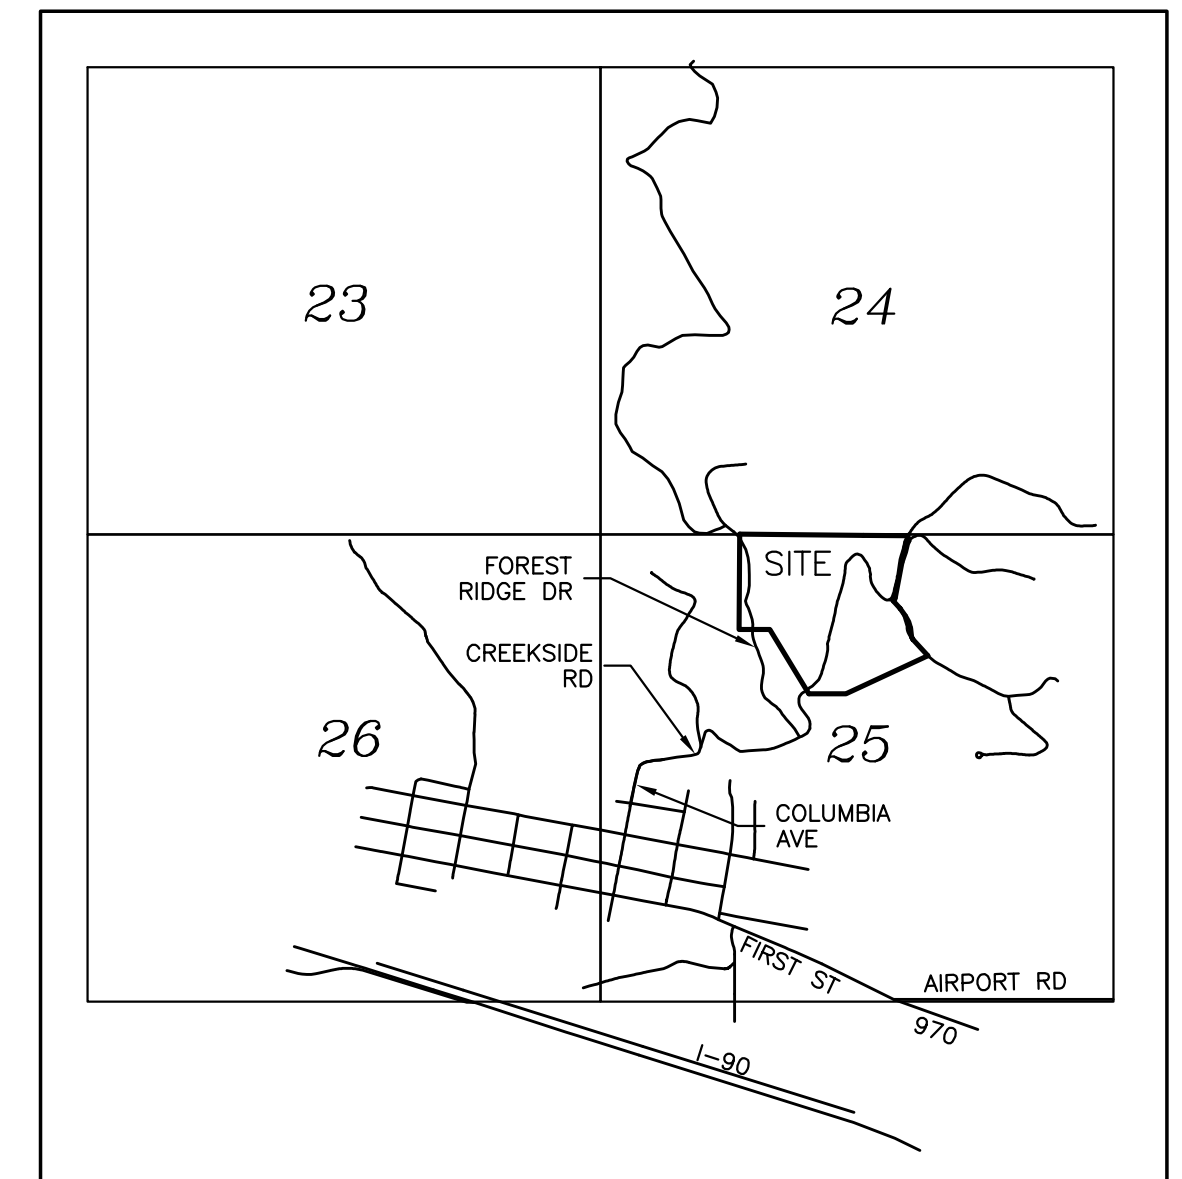 23
24
FOREST
RIDGE DR
SITE
CREEKSIDE
RD
26
25
COLUMBIA
AVE
FIRST ST
AIRPORT RD
970
I-90